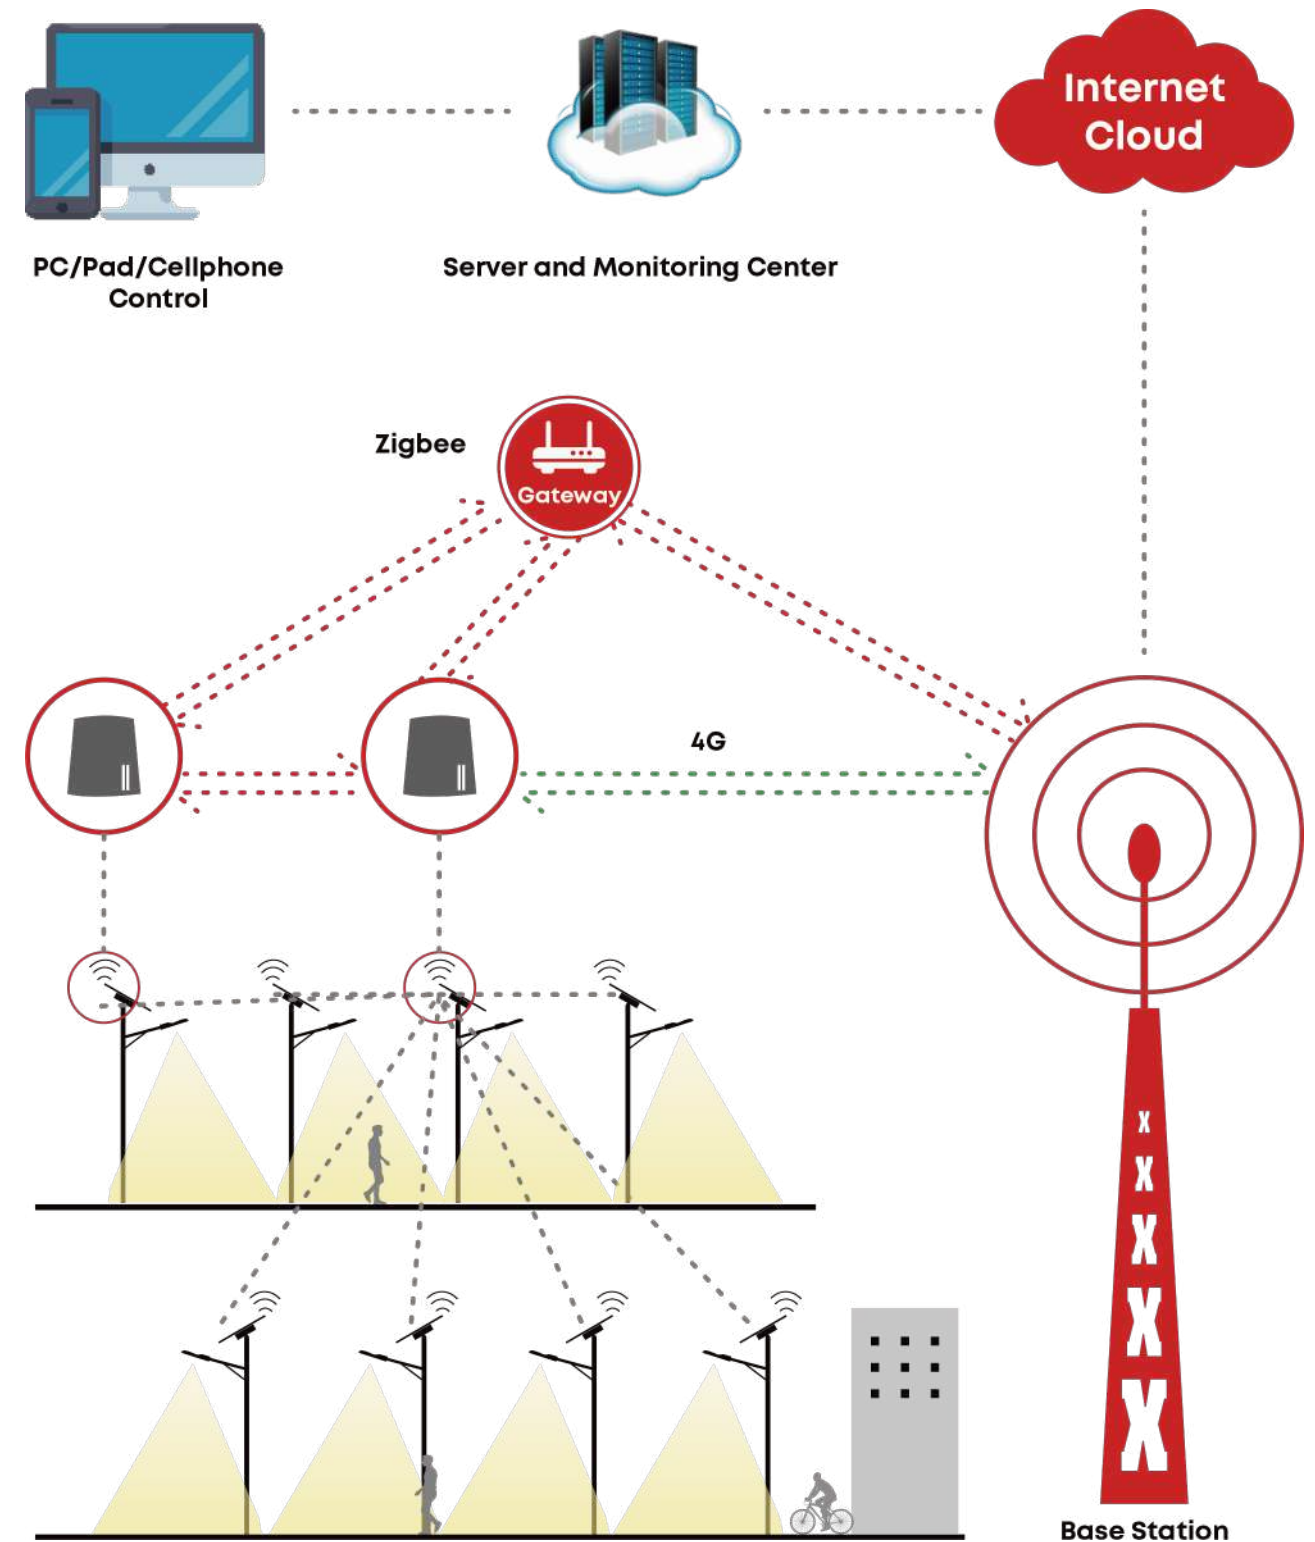 Internet
Cloud
PC/Pad/Cellphone
Control
Server and Monitoring Center
Zigbee
Gateway
4G
X
X
X
X
X
Base Station